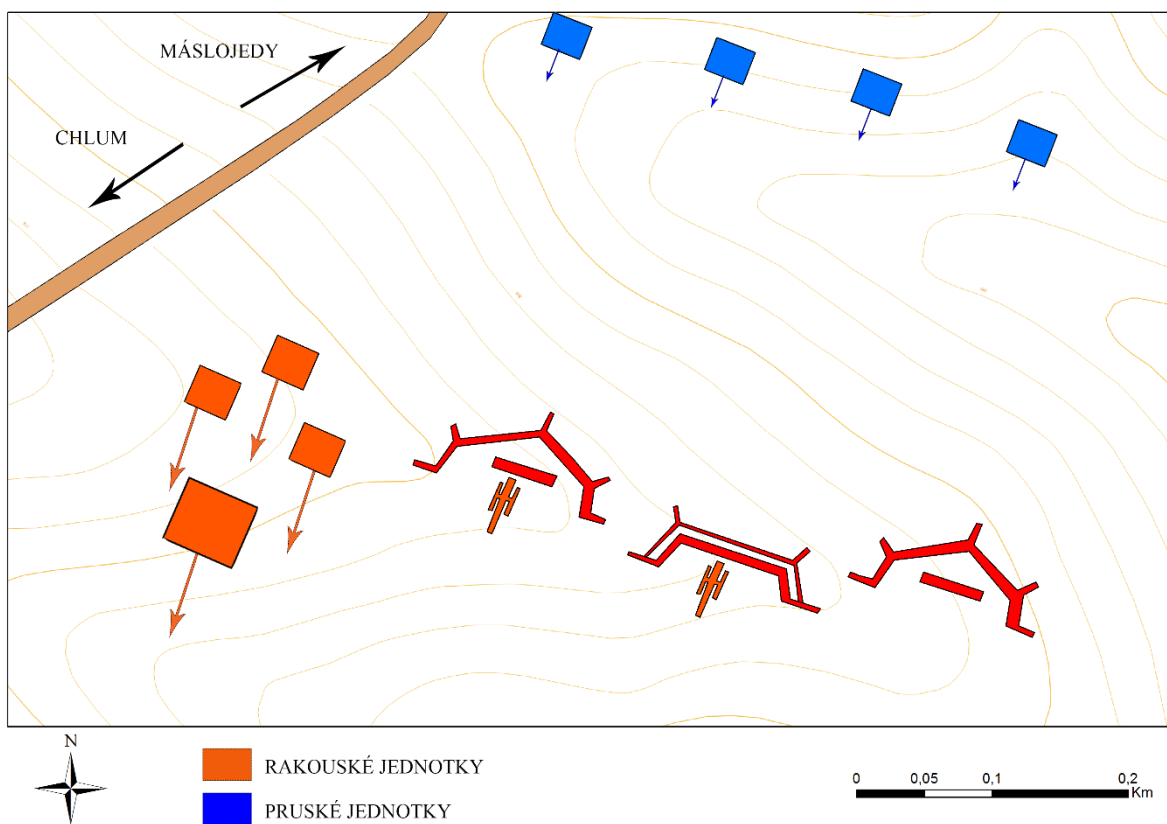 MÁSLOJEDY
CHLUM
N
RAKOUSKÉ JEDNOTKY
PRUSKÉ JEDNOTKY
0 0,05 0,1 0,2
Km